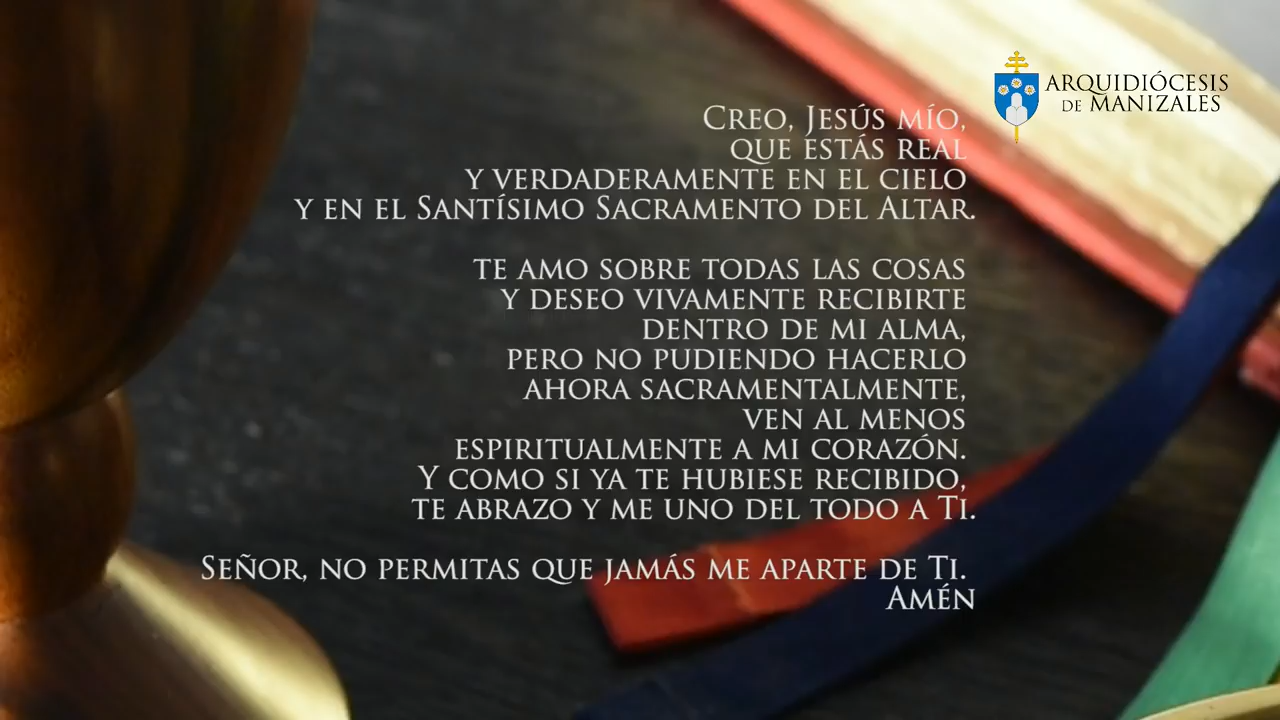 ARQUIDIÓCESIS
DE MANIZALES
CREO, JESÚS MÍO,
QUE ESTÁS REAL
Y VERDADERAMENTE EN EL CIELO
Y EN EL SANTÍSIMO SACRAMENTO DEL ALTAR.
TE AMO SOBRE TODAS LAS COSAS
Y DESEO VIVAMENTE RECIBIRTE
DENTRO DE MI ALMA,
PERO NO PUDIENDO HACERLO
AHORA SACRAMENTALMENTE,
VEN AL MENOS
ESPIRITUALMENTE A MI CORAZÓN.
Y COMO SI YA TE HUBIESE RECIBIDO,
TE ABRAZO Y ME UNO DEL TODO A TI.
SEÑOR, NO PERMITAS QUE JAMÁS ME APARTE DE TI.
AMÉN